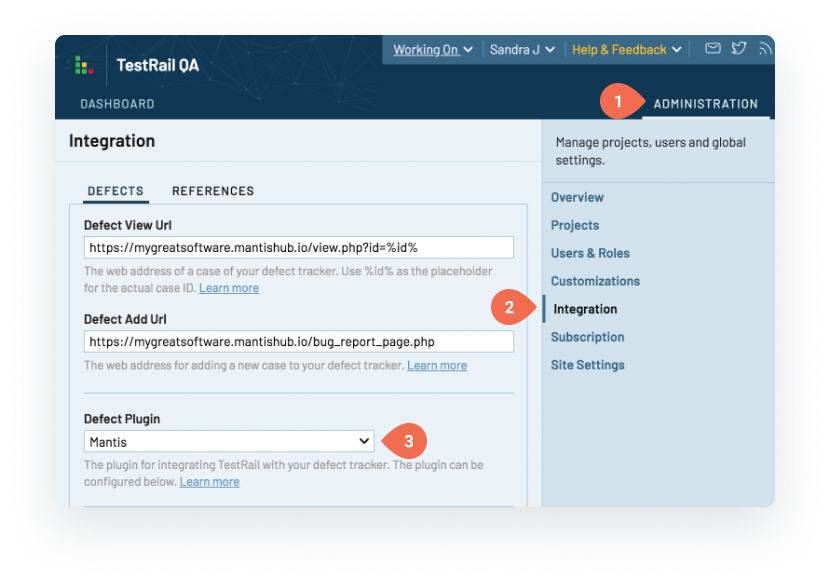 Working On
Sandra J
Help & Feedback
TestRail QA
DASHBOARD
1
ADMINISTRATION
Integration
DEFECTS
REFERENCES
Defect View Url
https://mygreatsoftware.mantishub.io/view.php?id=%id%
The web address of a case of your defect tracker. Use %id% as the placeholder
for the actual case ID. Learn more
Defect Add Url
https://mygreatsoftware.mantishub.io/bug_report_page.php
The web address for adding a new case to your defect tracker. Learn more
Defect Plugin
Mantis
3
The plugin for integrating TestRail with your defect tracker. The plugin can be
configured below. Learn more
Manage projects, users and global
settings.
Overview
Projects
Users & Roles
Customizations
2
Integration
Subscription
Site Settings